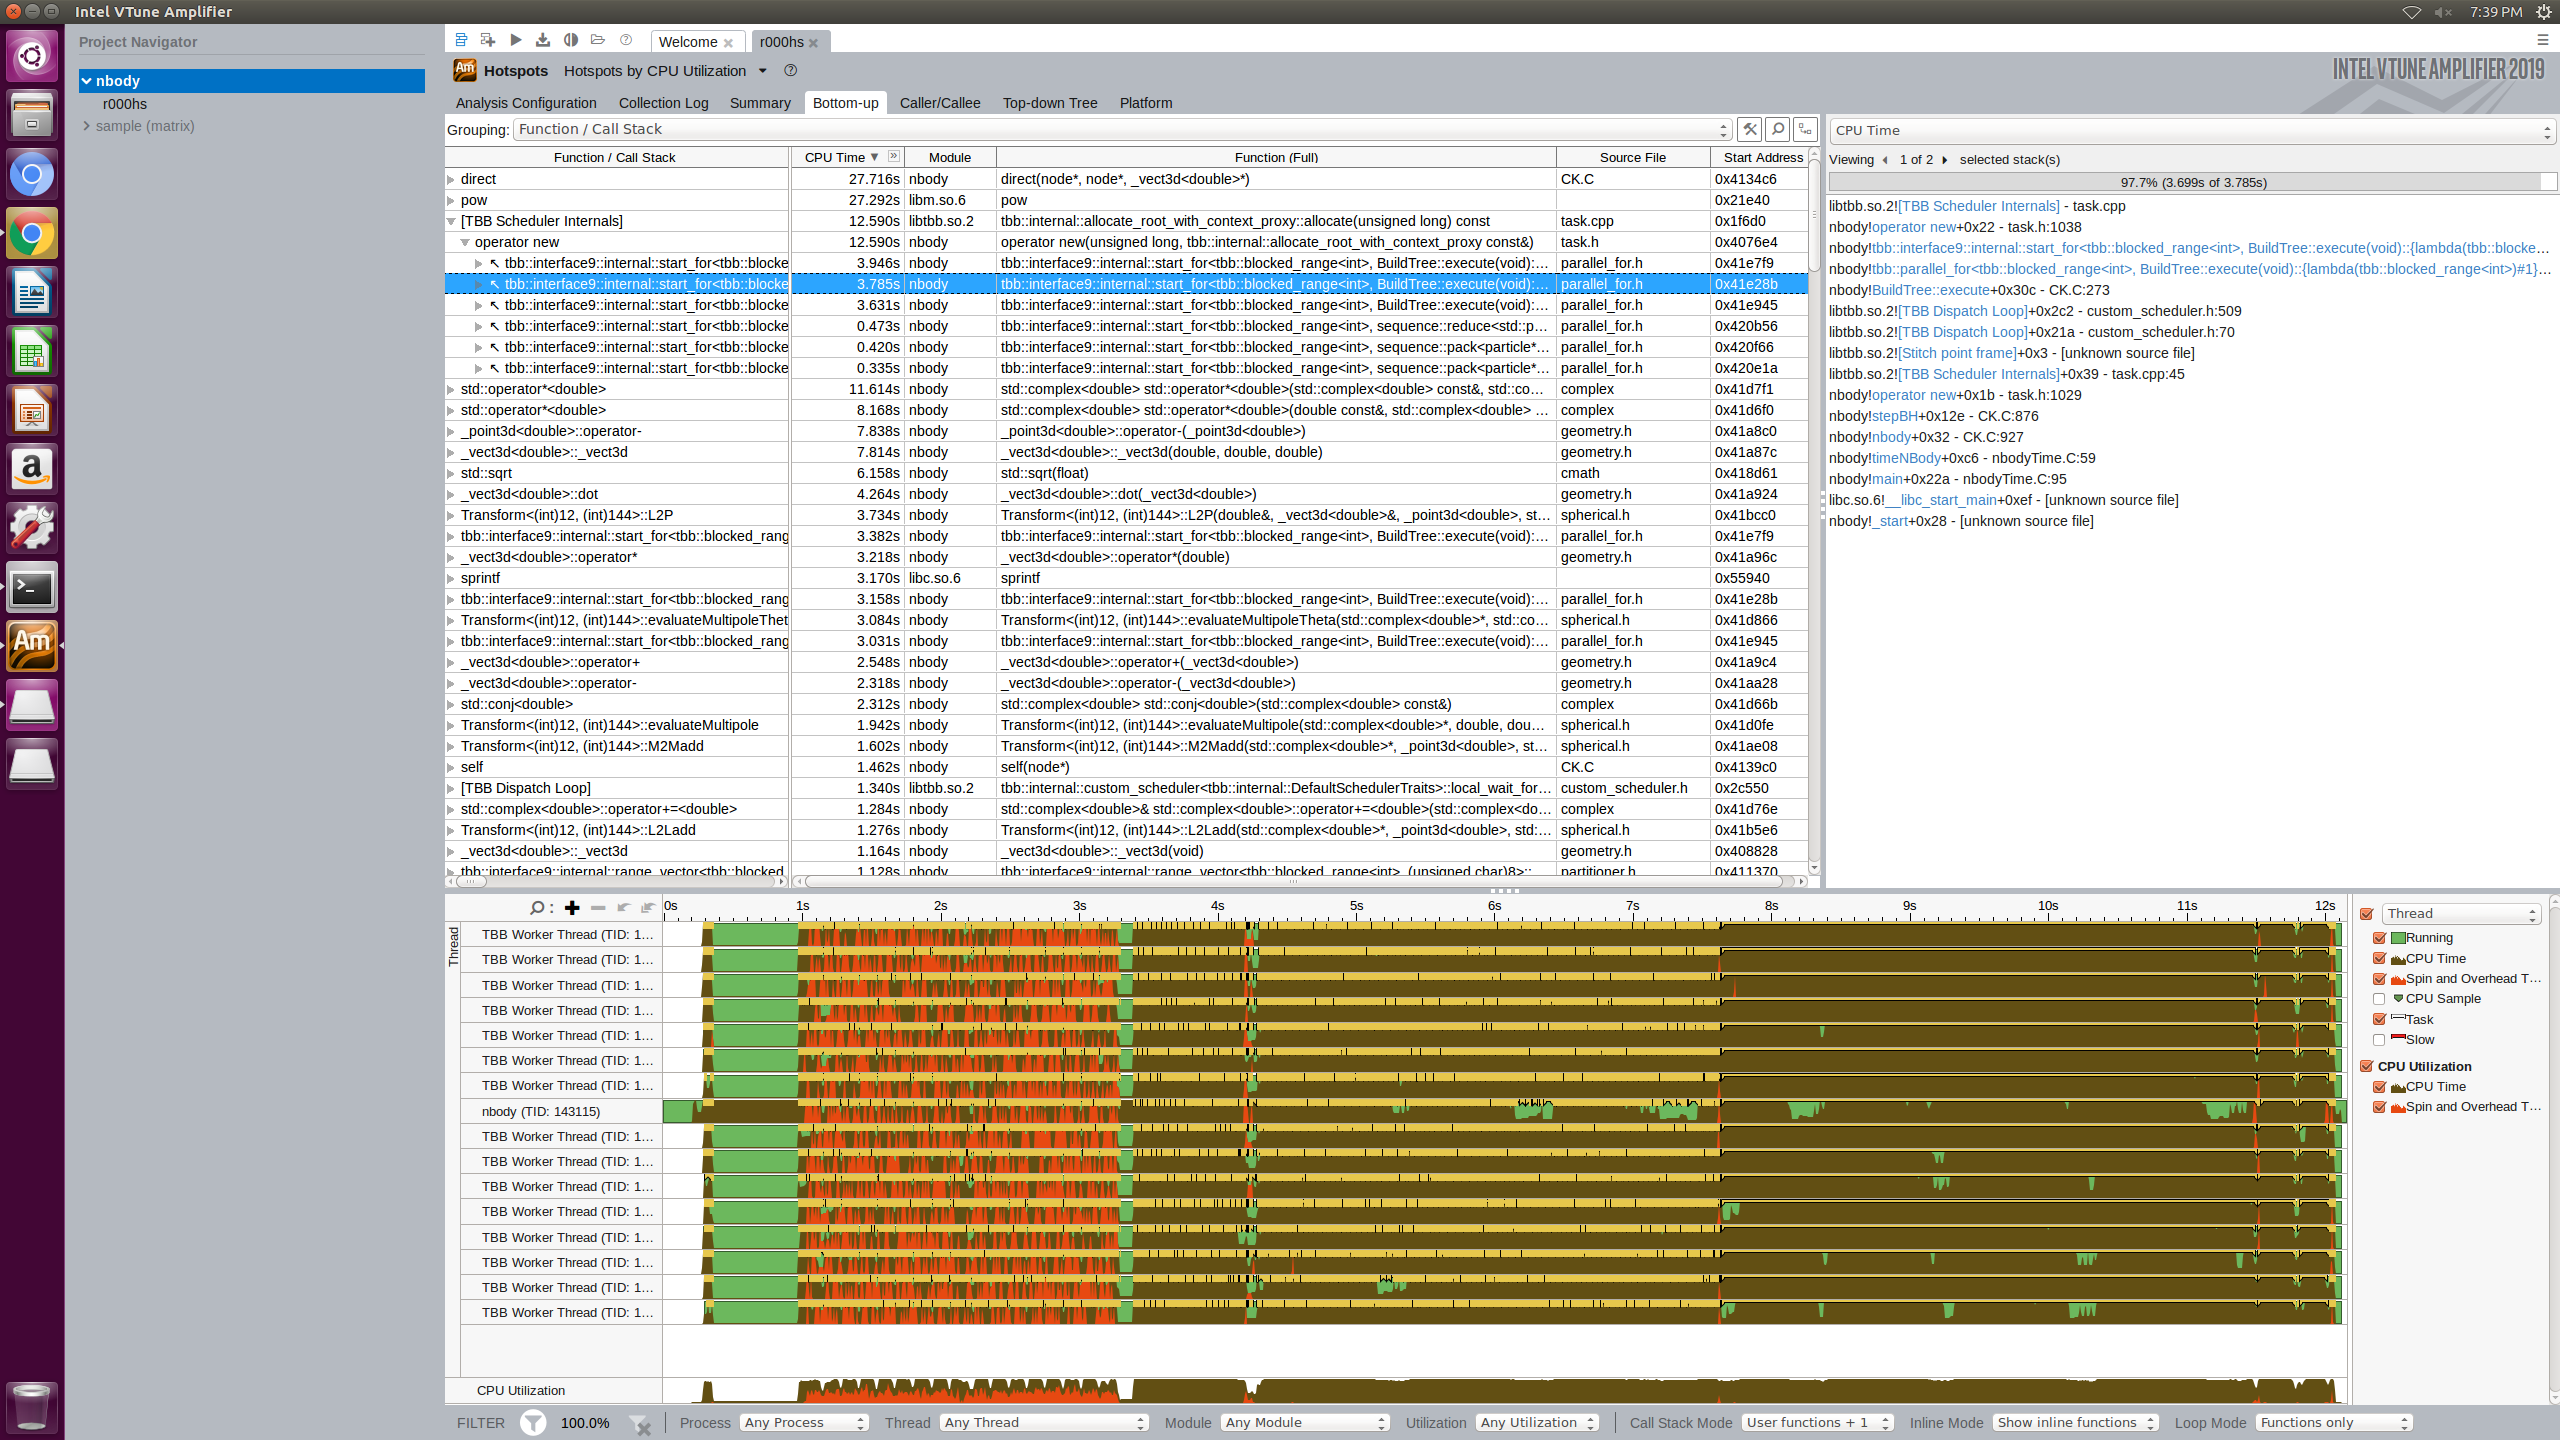 Intel VTune Amplifier
7:39 PM
Project Navigator
nbody
r000hs
sample (matrix)
Welcome
r000hs
Hotspots Hotspots by CPU Utilization
INTEL VTUNE AMPLIFIER 2019
Analysis Configuration Collection Log Summary Bottom-up Caller/Callee Top-down Tree Platform
Grouping: Function / Call Stack
Function / Call Stack CPU Time Module Function (Full) Source File Start Address
direct 27.716s nbody direct(node*, node*, _vect3d<double>*) CK.C 0x4134c6
pow 27.292s libm.so.6 pow 0x21e40
[TBB Scheduler Internals] 12.590s libtbb.so.2 tbb::internal::allocate_root_with_context_proxy::allocate(unsigned long) const task.cpp 0x1f6d0
operator new 12.590s nbody operator new(unsigned long, tbb::internal::allocate_root_with_context_proxy const&) task.h 0x4076e4
tbb::interface9::internal::start_for<tbb::blocke 3.946s nbody tbb::interface9::internal::start_for<tbb::blocked_range<int>, BuildTree::execute(void):... parallel_for.h 0x41e7f9
tbb::interface9::internal::start_for<tbb::blocke 3.785s nbody tbb::interface9::internal::start_for<tbb::blocked_range<int>, BuildTree::execute(void):... parallel_for.h 0x41e28b
tbb::interface9::internal::start_for<tbb::blocke 3.631s nbody tbb::interface9::internal::start_for<tbb::blocked_range<int>, BuildTree::execute(void):... parallel_for.h 0x41e945
tbb::interface9::internal::start_for<tbb::blocke 0.473s nbody tbb::interface9::internal::start_for<tbb::blocked_range<int>, sequence::reduce<std::p... parallel_for.h 0x420b56
tbb::interface9::internal::start_for<tbb::blocke 0.420s nbody tbb::interface9::internal::start_for<tbb::blocked_range<int>, sequence::pack<particle*... parallel_for.h 0x420f66
tbb::interface9::internal::start_for<tbb::blocke 0.335s nbody tbb::interface9::internal::start_for<tbb::blocked_range<int>, sequence::pack<particle*... parallel_for.h 0x420e1a
std::operator*<double> 11.614s nbody std::complex<double> std::operator*<double>(std::complex<double> const&, std::co... complex 0x41d7f1
std::operator*<double> 8.168s nbody std::complex<double> std::operator*<double>(double const&, std::complex<double> ... complex 0x41d6f0
_point3d<double>::operator- 7.838s nbody _point3d<double>::operator-(_point3d<double>) geometry.h 0x41a8c0
_vect3d<double>::_vect3d 7.814s nbody _vect3d<double>::_vect3d(double, double, double) geometry.h 0x41a87c
std::sqrt 6.158s nbody std::sqrt(float) cmath 0x418d61
_vect3d<double>::dot 4.264s nbody _vect3d<double>::dot(_vect3d<double>) geometry.h 0x41a924
Transform<(int)12, (int)144>::L2P 3.734s nbody Transform<(int)12, (int)144>::L2P(double&, _vect3d<double>&, _point3d<double>, st... spherical.h 0x41bcc0
tbb::interface9::internal::start_for<tbb::blocked_rang 3.382s nbody tbb::interface9::internal::start_for<tbb::blocked_range<int>, BuildTree::execute(void):... parallel_for.h 0x41e7f9
_vect3d<double>::operator* 3.218s nbody _vect3d<double>::operator*(double) geometry.h 0x41a96c
sprintf 3.170s libc.so.6 sprintf 0x55940
tbb::interface9::internal::start_for<tbb::blocked_rang 3.158s nbody tbb::interface9::internal::start_for<tbb::blocked_range<int>, BuildTree::execute(void):... parallel_for.h 0x41e28b
Transform<(int)12, (int)144>::evaluateMultipoleThet 3.084s nbody Transform<(int)12, (int)144>::evaluateMultipoleTheta(std::complex<double>*, std::co... spherical.h 0x41d866
tbb::interface9::internal::start_for<tbb::blocked_rang 3.031s nbody tbb::interface9::internal::start_for<tbb::blocked_range<int>, BuildTree::execute(void):... parallel_for.h 0x41e945
_vect3d<double>::operator+ 2.548s nbody _vect3d<double>::operator+(_vect3d<double>) geometry.h 0x41a9c4
_vect3d<double>::operator- 2.318s nbody _vect3d<double>::operator-(_vect3d<double>) geometry.h 0x41aa28
std::conj<double> 2.312s nbody std::complex<double> std::conj<double>(std::complex<double> const&) complex 0x41d66b
Transform<(int)12, (int)144>::evaluateMultipole 1.942s nbody Transform<(int)12, (int)144>::evaluateMultipole(std::complex<double>*, double, dou... spherical.h 0x41d0fe
Transform<(int)12, (int)144>::M2Madd 1.602s nbody Transform<(int)12, (int)144>::M2Madd(std::complex<double>*, _point3d<double>, st... spherical.h 0x41ae08
self 1.462s nbody self(node*) CK.C 0x4139c0
[TBB Dispatch Loop] 1.340s libtbb.so.2 tbb::internal::custom_scheduler<tbb::internal::DefaultSchedulerTraits>::local_wait_for... custom_scheduler.h 0x2c550
std::complex<double>::operator+=<double> 1.284s nbody std::complex<double>& std::complex<double>::operator+=<double>(std::complex<do... complex 0x41d76e
Transform<(int)12, (int)144>::L2Ladd 1.276s nbody Transform<(int)12, (int)144>::L2Ladd(std::complex<double>*, _point3d<double>, std:... spherical.h 0x41b5e6
_vect3d<double>::_vect3d 1.164s nbody _vect3d<double>::_vect3d(void) geometry.h 0x408828
tbb::interface9::internal::range_vector<tbb::blocked 1.128s nbody tbb::interface9::internal::range_vector<tbb::blocked_range<int>, (unsigned char)8>:: partitioner.h 0x411370
CPU Time
Viewing 1 of 2 selected stack(s)
97.7% (3.699s of 3.785s)
libtbb.so.2![TBB Scheduler Internals] - task.cpp
nbody!operator new+0x22 - task.h:1038
nbody!tbb::interface9::internal::start_for<tbb::blocked_range<int>, BuildTree::execute(void)::{lambda(tbb::blocke...
nbody!tbb::parallel_for<tbb::blocked_range<int>, BuildTree::execute(void)::{lambda(tbb::blocked_range<int>)#1}...
nbody!BuildTree::execute+0x30c - CK.C:273
libtbb.so.2![TBB Dispatch Loop]+0x2c2 - custom_scheduler.h:509
libtbb.so.2![TBB Dispatch Loop]+0x21a - custom_scheduler.h:70
libtbb.so.2![Stitch point frame]+0x3 - [unknown source file]
libtbb.so.2![TBB Scheduler Internals]+0x39 - task.cpp:45
nbody!operator new+0x1b - task.h:1029
nbody!stepBH+0x12e - CK.C:876
nbody!nbody+0x32 - CK.C:927
nbody!timeNBody+0xc6 - nbodyTime.C:59
nbody!main+0x22a - nbodyTime.C:95
libc.so.6!__libc_start_main+0xef - [unknown source file]
nbody!_start+0x28 - [unknown source file]
0s 1s 2s 3s 4s 5s 6s 7s 8s 9s 10s 11s 12s
Thread
TBB Worker Thread (TID: 1...
TBB Worker Thread (TID: 1...
TBB Worker Thread (TID: 1...
TBB Worker Thread (TID: 1...
TBB Worker Thread (TID: 1...
TBB Worker Thread (TID: 1...
TBB Worker Thread (TID: 1...
nbody (TID: 143115)
TBB Worker Thread (TID: 1...
TBB Worker Thread (TID: 1...
TBB Worker Thread (TID: 1...
TBB Worker Thread (TID: 1...
TBB Worker Thread (TID: 1...
TBB Worker Thread (TID: 1...
TBB Worker Thread (TID: 1...
TBB Worker Thread (TID: 1...
CPU Utilization
Thread
Running
CPU Time
Spin and Overhead T...
CPU Sample
Task
Slow
CPU Utilization
CPU Time
Spin and Overhead T...
FILTER 100.0% Process Any Process Thread Any Thread Module Any Module Utilization Any Utilization Call Stack Mode User functions + 1 Inline Mode Show inline functions Loop Mode Functions only